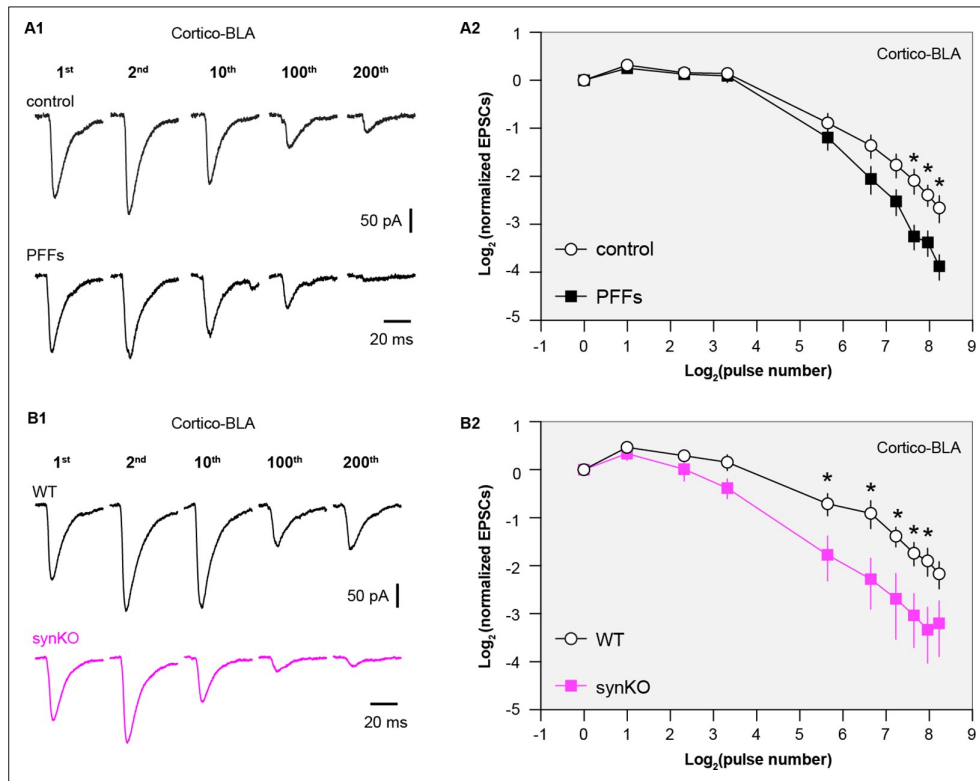 A1
Cortico-BLA
1st 2nd 10th 100th 200th
control
50 pA
PFFs
20 ms
A2
Cortico-BLA
1
0
-1
-2
-3
-4
-5
Log2 (normalized EPSCs)
* * *
control
PFFs
-1 0 1 2 3 4 5 6 7 8 9
Log2(pulse number)
B1
Cortico-BLA
1st 2nd 10th 100th 200th
WT
50 pA
synKO
20 ms
B2
Cortico-BLA
1
0
-1
-2
-3
-4
-5
Log2 (normalized EPSCs)
* * * * *
WT
synKO
-1 0 1 2 3 4 5 6 7 8 9
Log2(pulse number)